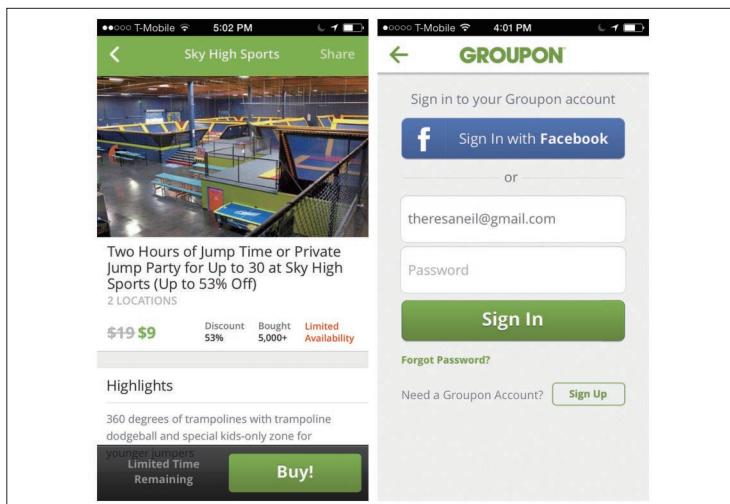 T-Mobile 5:02 PM
Sky High Sports Share
Two Hours of Jump Time or Private
Jump Party for Up to 30 at Sky High
Sports (Up to 53% Off)
2 LOCATIONS
$19 $9
Discount Bought Limited
53% 5,000+ Availability
Highlights
360 degrees of trampolines with trampoline
dodgeball and special kids-only zone for
younger jumpers
Limited Time
Remaining
Buy!
T-Mobile 4:01 PM
GROUPON
Sign in to your Groupon account
f Sign In with Facebook
or
theresaneil@gmail.com
Password
Sign In
Forgot Password?
Need a Groupon Account? Sign Up